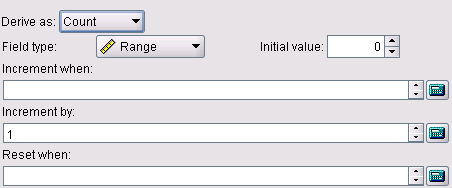 Derive as: Count
Field type: Range Initial value: 0
Increment when:
Increment by:
1
Reset when: